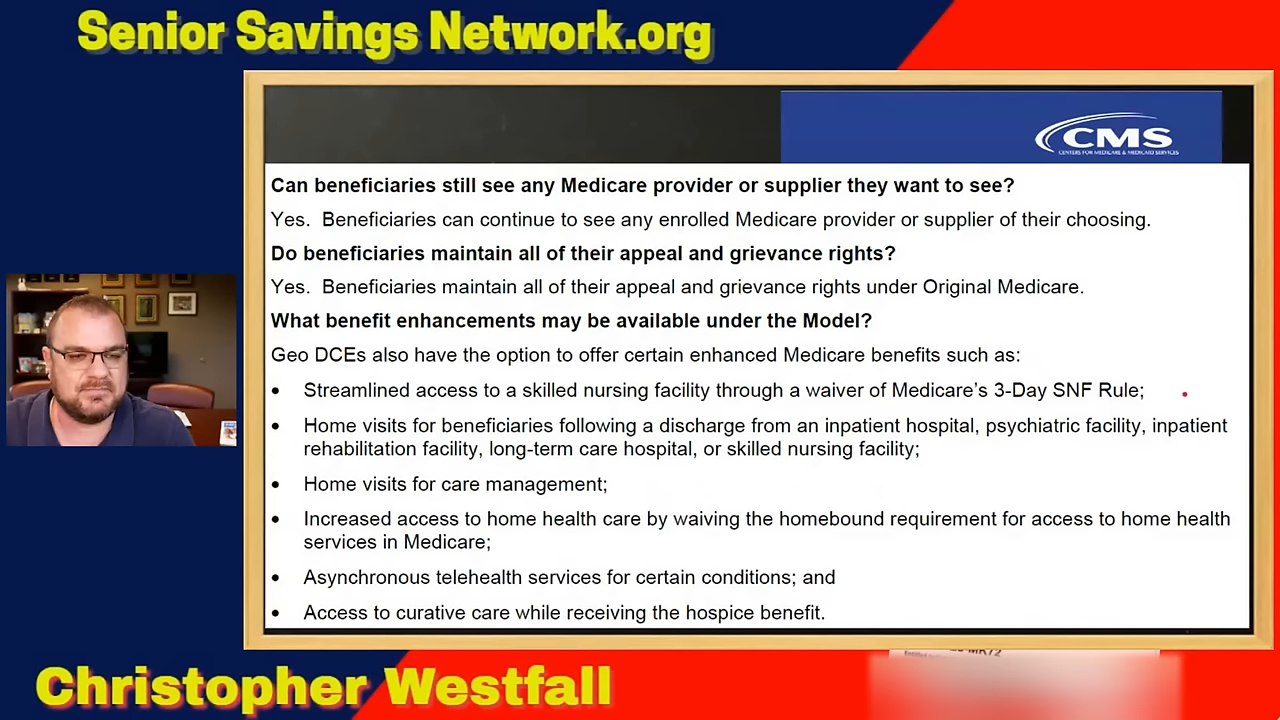 Senior Savings Network.org
CMS
CENTERS FOR MEDICARE & MEDICAID SERVICES
Can beneficiaries still see any Medicare provider or supplier they want to see?
Yes. Beneficiaries can continue to see any enrolled Medicare provider or supplier of their choosing.
Do beneficiaries maintain all of their appeal and grievance rights?
Yes. Beneficiaries maintain all of their appeal and grievance rights under Original Medicare.
What benefit enhancements may be available under the Model?
Geo DCEs also have the option to offer certain enhanced Medicare benefits such as:
• Streamlined access to a skilled nursing facility through a waiver of Medicare’s 3-Day SNF Rule;
• Home visits for beneficiaries following a discharge from an inpatient hospital, psychiatric facility, inpatient
rehabilitation facility, long-term care hospital, or skilled nursing facility;
• Home visits for care management;
• Increased access to home health care by waiving the homebound requirement for access to home health
services in Medicare;
• Asynchronous telehealth services for certain conditions; and
• Access to curative care while receiving the hospice benefit.
Christopher Westfall